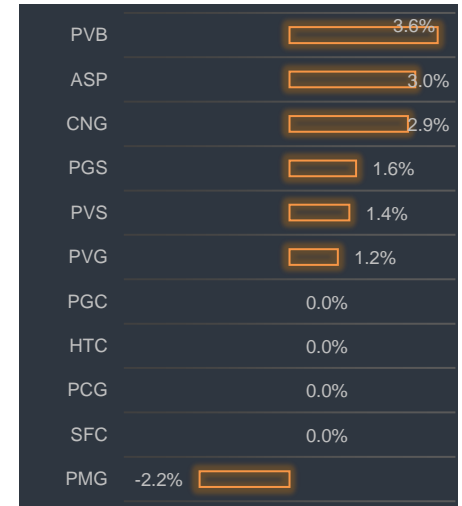 PVB 3.6%
ASP 3.0%
CNG 2.9%
PGS 1.6%
PVS 1.4%
PVG 1.2%
PGC 0.0%
HTC 0.0%
PCG 0.0%
SFC 0.0%
PMG -2.2%